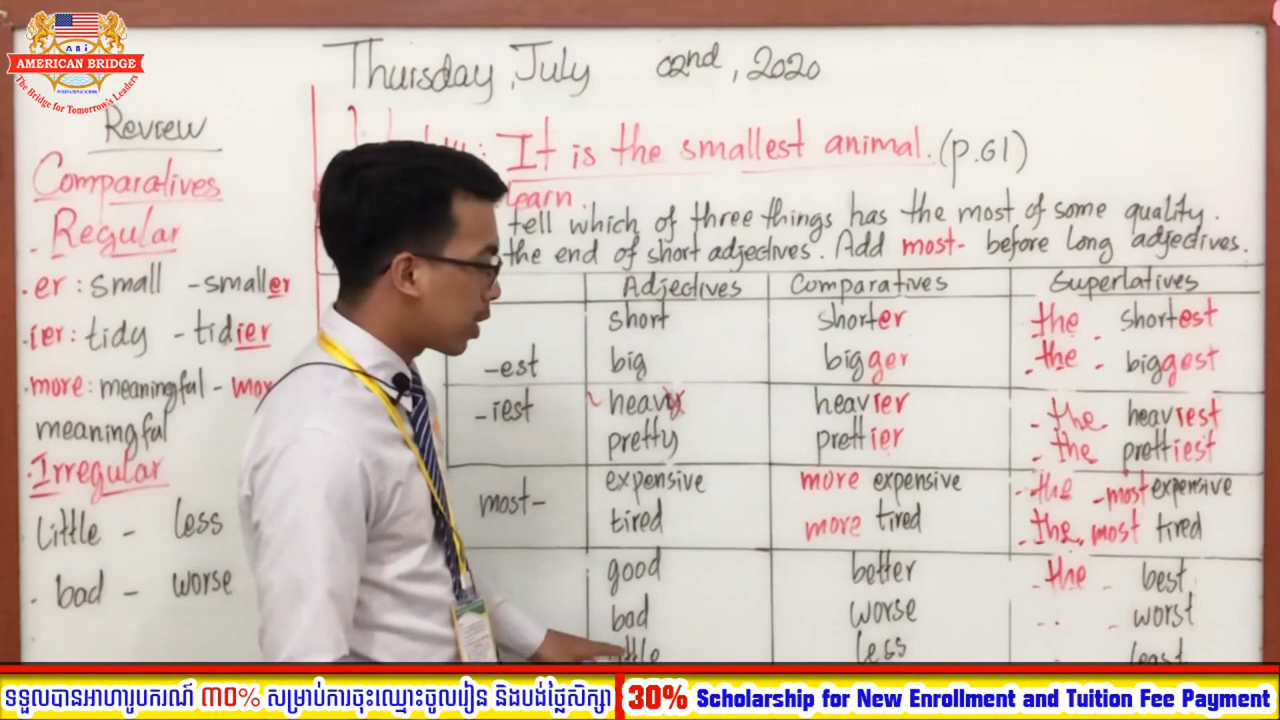 ABi
AMERICAN BRIDGE
INTERNATIONAL SCHOOL
The Bridge for Tomorrow's Leaders
Thursday, July 02nd, 2020
Review
Comparatives
- Regular
. er : small - smaller
. ier : tidy - tidier
. more : meaningful - mor
meaningful
. Irregular
little - less
. bad - worse
: It is the smallest animal. (p.61)
learn.
tell which of three things has the most of some quality.
the end of short adjectives. Add most- before long adjectives.
Adjectives Comparatives Superlatives
short shorter the - shortest
-est big bigger - the - biggest
-iest heavy heavier - the - heaviest
pretty prettier - the - prettiest
most- expensive more expensive - the - most expensive
tired more tired - the - most tired
good better - the - best
bad worse - worst
less least
ទទួលបានអាហារូបករណ៍ ៣០% សម្រាប់ការចុះឈ្មោះចូលរៀន និងបង់ថ្លៃសិក្សា
30% Scholarship for New Enrollment and Tuition Fee Payment